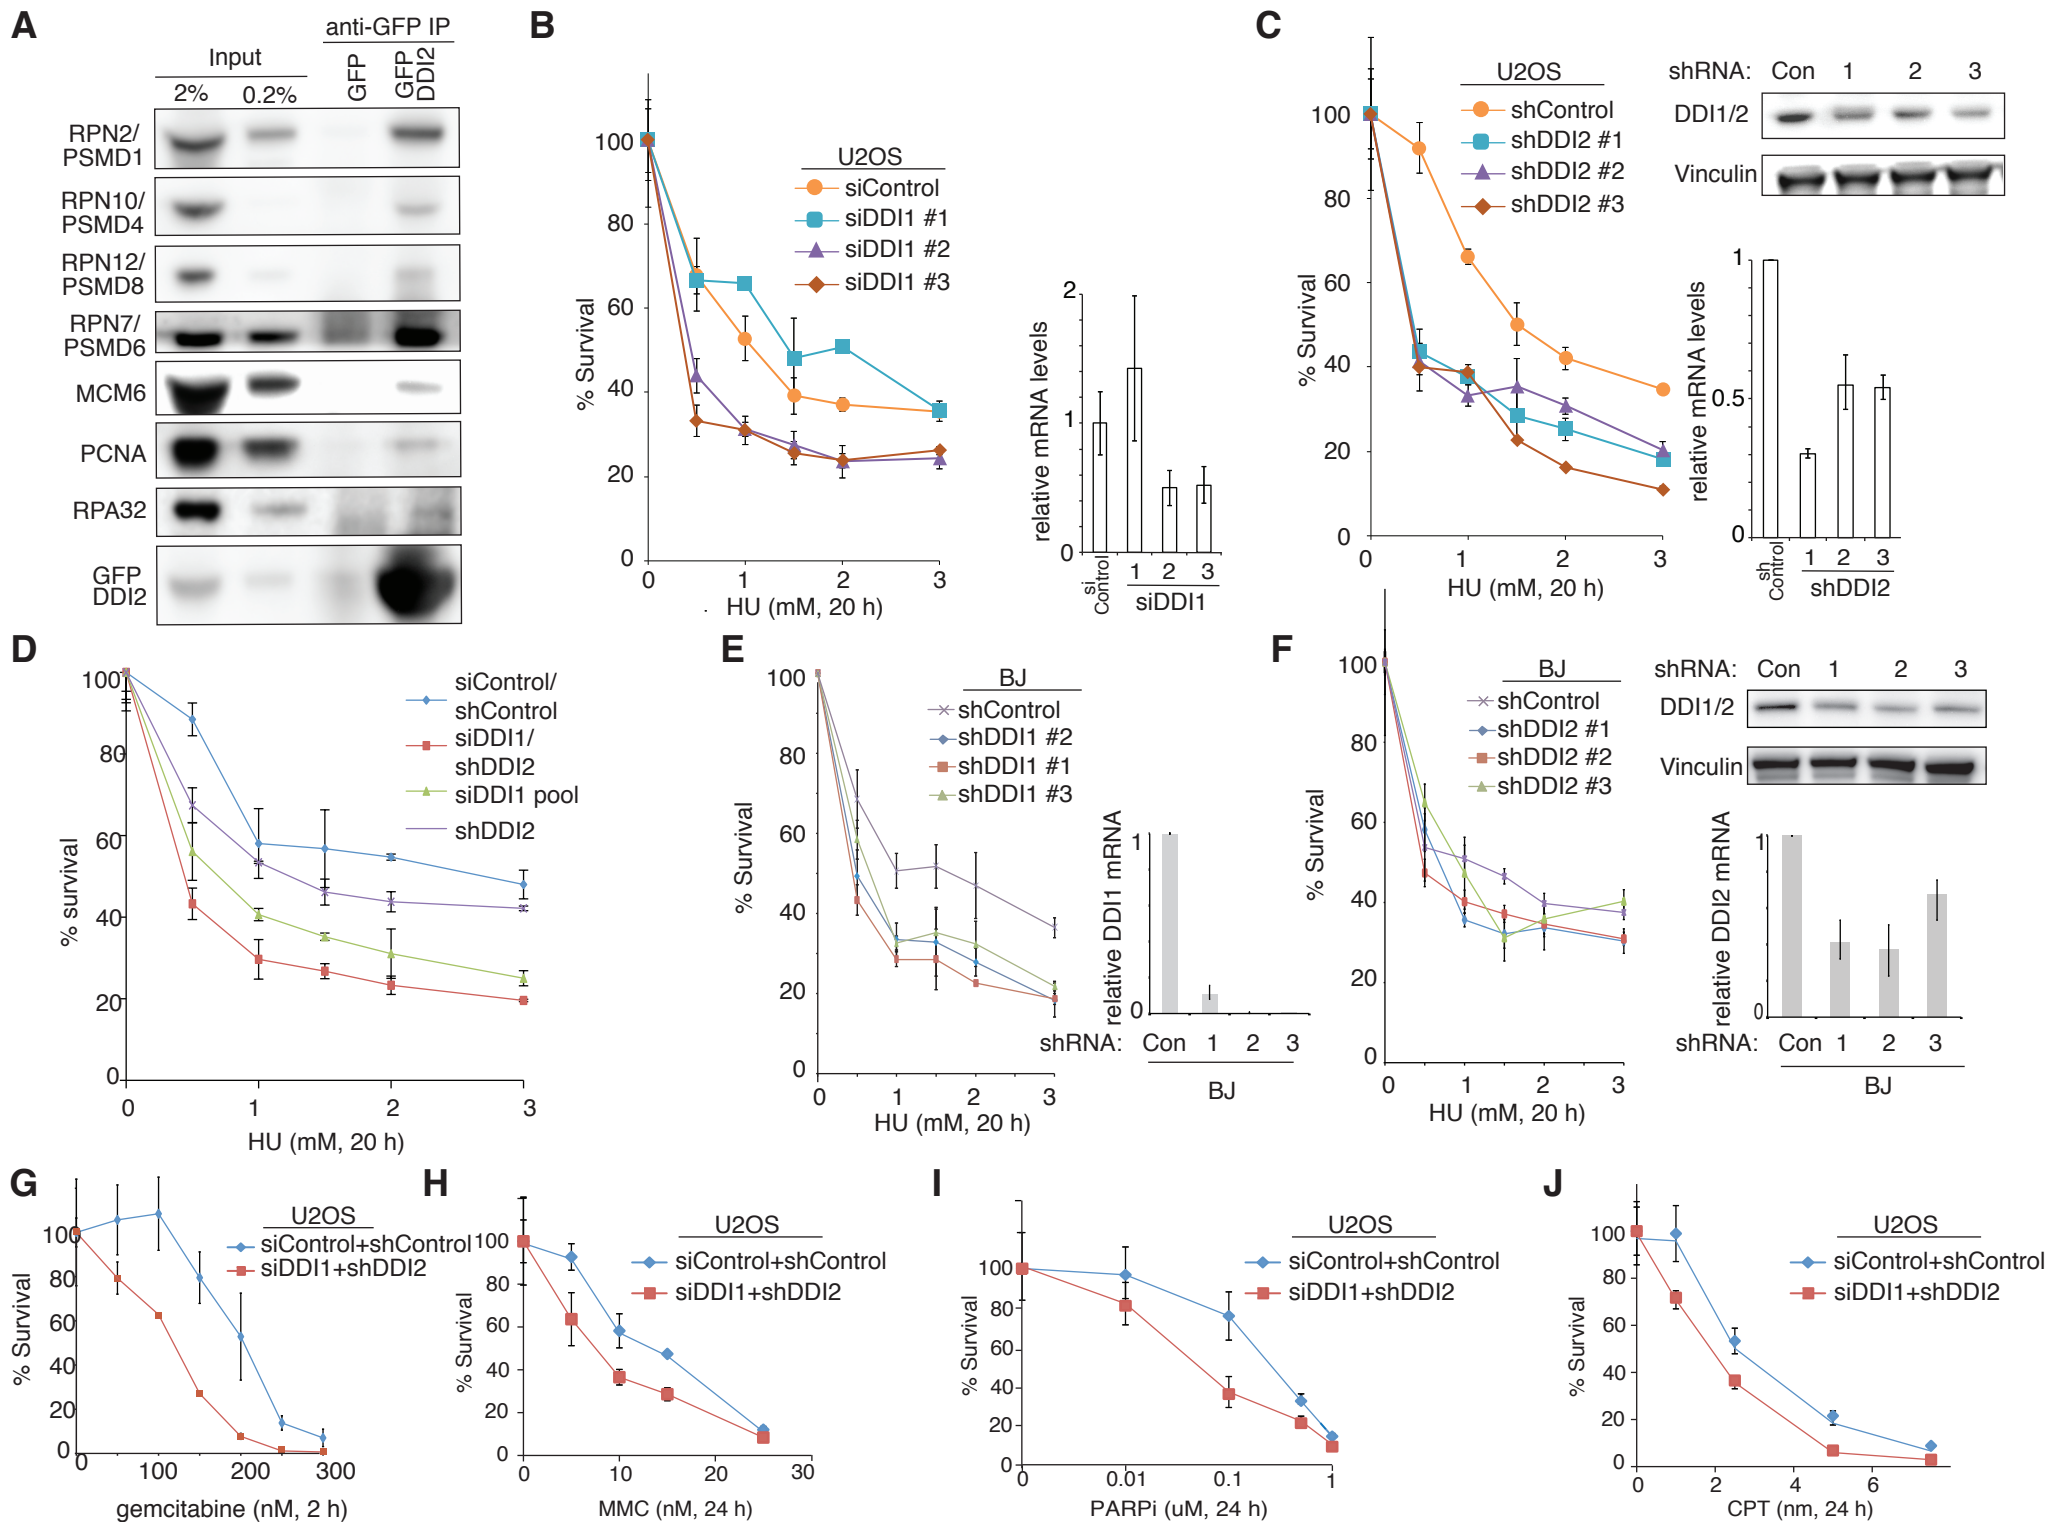 A
anti-GFP IP
Input
GFP
GFP
DDI2
2%
0.2%
RPN2/
PSMD1
RPN10/
PSMD4
RPN12/
PSMD8
RPN7/
PSMD6
MCM6
PCNA
RPA32
GFP
DDI2
B
U2OS
siControl
siDDI1 #1
siDDI1 #2
siDDI1 #3
% Survival
100
80
60
40
20
0
0 1 2 3
HU (mM, 20 h)
relative mRNA levels
2
1
0
si
Control
1 2 3
siDDI1
C
U2OS
shControl
shDDI2 #1
shDDI2 #2
shDDI2 #3
% Survival
100
80
60
40
20
0
0 1 2 3
HU (mM, 20 h)
shRNA: Con 1 2 3
DDI1/2
Vinculin
relative mRNA levels
1
0.5
0
sh
Control
1 2 3
shDDI2
D
siControl/
shControl
siDDI1/
shDDI2
siDDI1 pool
shDDI2
% survival
100
80
60
40
20
0
0 1 2 3
HU (mM, 20 h)
E
BJ
shControl
shDDI1 #2
shDDI1 #1
shDDI1 #3
% Survival
100
80
60
40
20
0
1 2 3
HU (mM, 20 h)
relative DDI1 mRNA
1
0
shRNA: Con 1 2 3
BJ
F
BJ
shControl
shDDI2 #1
shDDI2 #2
shDDI2 #3
% Survival
100
80
60
40
20
0
0 1 2 3
HU (mM, 20 h)
shRNA: Con 1 2 3
DDI1/2
Vinculin
relative DDI2 mRNA
1
0
shRNA: Con 1 2 3
BJ
G
U2OS
siControl+shControl
siDDI1+shDDI2
% Survival
100
80
60
40
20
0
0 100 200 300
gemcitabine (nM, 2 h)
H
U2OS
siControl+shControl
siDDI1+shDDI2
% Survival
100
80
60
40
20
0
0 10 20 30
MMC (nM, 24 h)
I
U2OS
siControl+shControl
siDDI1+shDDI2
% Survival
100
80
60
40
20
0
0 0.01 0.1 1
PARPi (uM, 24 h)
J
U2OS
siControl+shControl
siDDI1+shDDI2
% Survival
100
80
60
40
20
0
0 2 4 6
CPT (nm, 24 h)